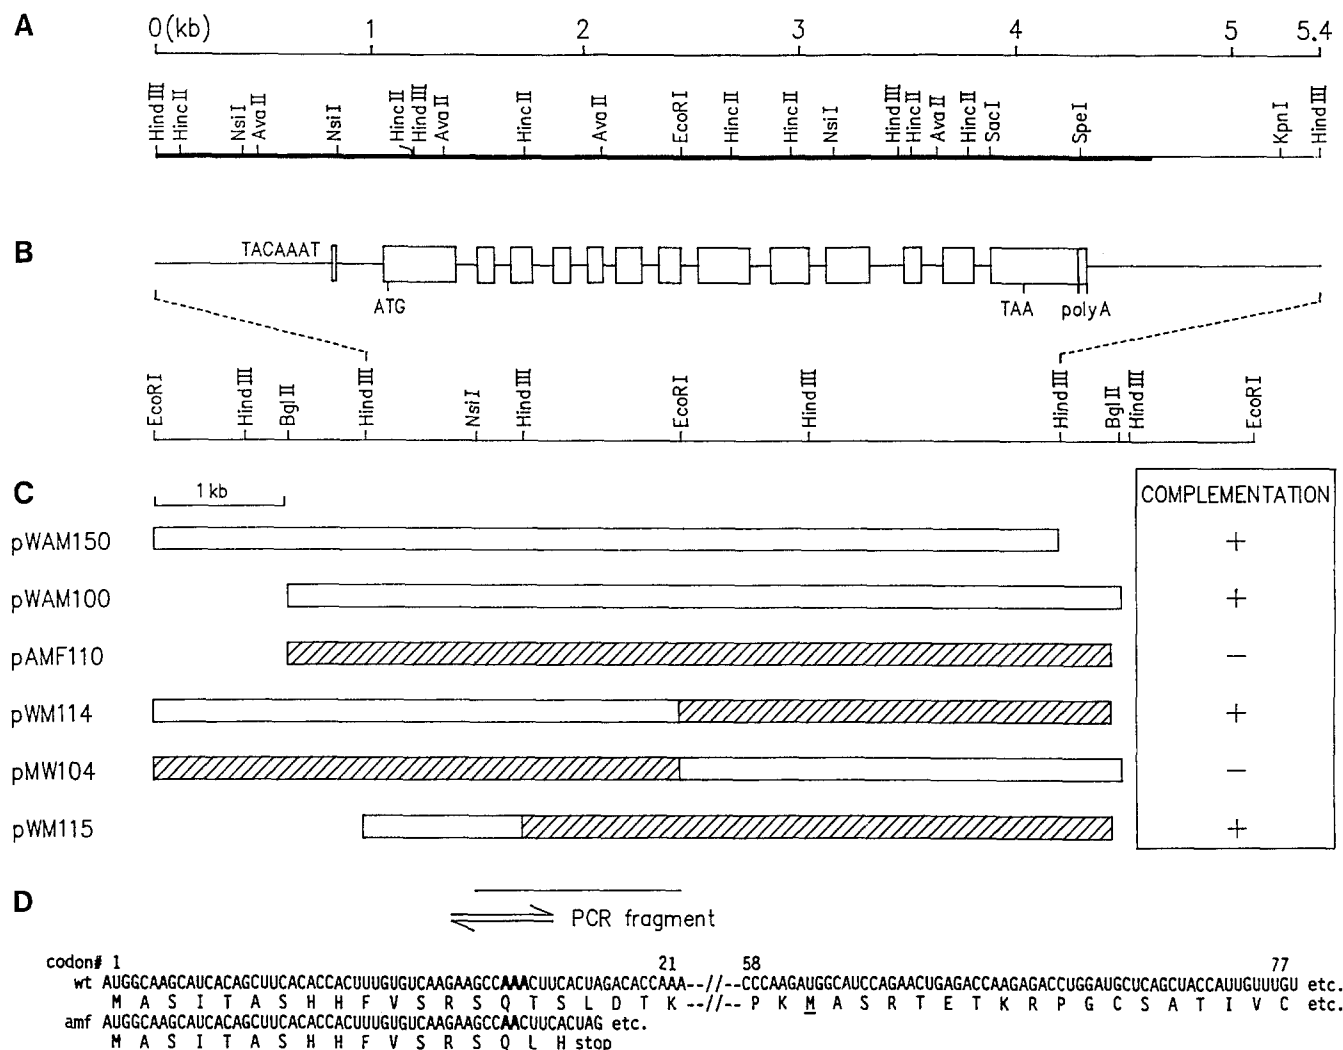 A
0 (kb) 1 2 3 4 5 5.4
Hind III Hinc II Nsi I Ava II Nsi I Hinc II Hind III Ava II Hinc II Ava II EcoR I Hinc II Hinc II Nsi I Hind III Hinc II Ava II Hinc II Sac I Spe I Kpn I Hind III
B
TACAAAT
ATG TAA poly A
EcoR I Hind III Bgl II Hind III Nsi I Hind III EcoR I Hind III Hind III Bgl II Hind III EcoR I
C
1 kb
COMPLEMENTATION
pWAM150 +
pWAM100 +
pAMF110 −
pWM114 +
pMW104 −
pWM115 +
D
PCR fragment
codon# 1 21 58 77
wt AUGGCAAGCAUCACAGCUUCACACCACUUUGUGUCAAGAAGCCAAACUUCACUAGACACCAAA--//--CCCAAGAUGGCAUCCAGAACUGAGACCAAGAGACCUGGAUGCUCAGCUACCAUUGUUUGU etc.
M A S I T A S H H F V S R S Q T S L D T K --//-- P K M A S R T E T K R P G C S A T I V C etc.
amf AUGGCAAGCAUCACAGCUUCACACCACUUUGUGUCAAGAAGCCAACUUCACUAG etc.
M A S I T A S H H F V S R S Q L H stop